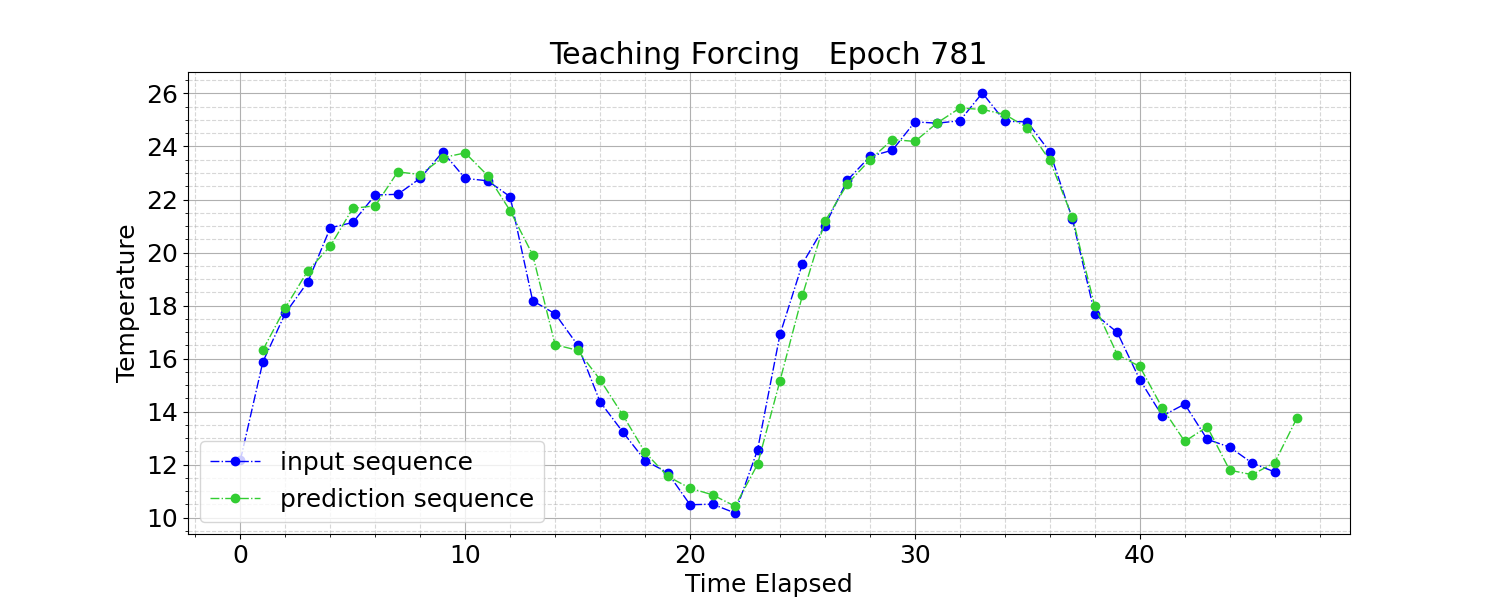 Teaching Forcing   Epoch 781
26
24
22
20
18
16
14
12
10
Temperature
input sequence
prediction sequence
0 10 20 30 40
Time Elapsed